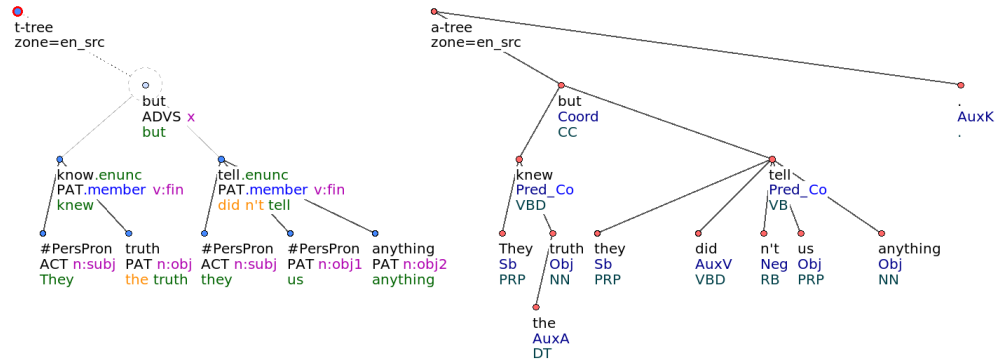 t-tree
zone=en_src
but
ADVS x
but
know.enunc
PAT.member v:fin
knew
tell.enunc
PAT.member v:fin
did n't tell
#PersPron
ACT n:subj
They
truth
PAT n:obj
the truth
#PersPron
ACT n:subj
they
#PersPron
PAT n:obj1
us
anything
PAT n:obj2
anything
a-tree
zone=en_src
but
Coord
CC
.
AuxK
.
knew
Pred_Co
VBD
tell
Pred_Co
VB
They
Sb
PRP
truth
Obj
NN
they
Sb
PRP
did
AuxV
VBD
n't
Neg
RB
us
Obj
PRP
anything
Obj
NN
the
AuxA
DT